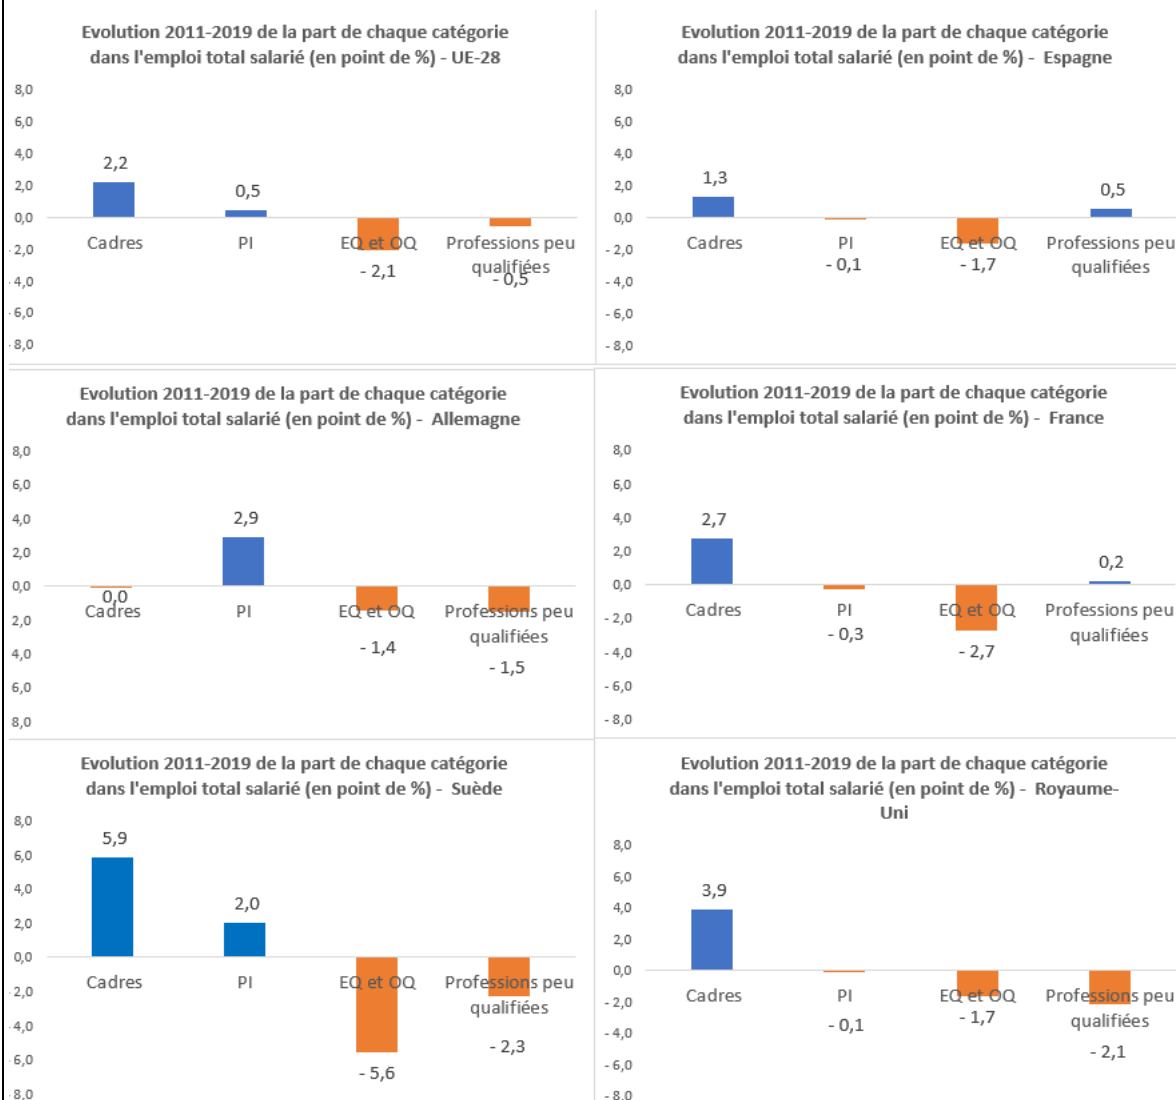 Evolution 2011-2019 de la part de chaque catégorie
dans l'emploi total salarié (en point de %) - UE-28
8,0
6,0
4,0
2,0
0,0
- 2,0
- 4,0
- 6,0
- 8,0
2,2
0,5
Cadres
PI
EQ et OQ
Professions peu
qualifiées
- 2,1
- 0,5
Evolution 2011-2019 de la part de chaque catégorie
dans l'emploi total salarié (en point de %) - Espagne
8,0
6,0
4,0
2,0
0,0
- 2,0
- 4,0
- 6,0
- 8,0
1,3
0,5
Cadres
PI
EQ et OQ
Professions peu
qualifiées
- 0,1
- 1,7
Evolution 2011-2019 de la part de chaque catégorie
dans l'emploi total salarié (en point de %) - Allemagne
8,0
6,0
4,0
2,0
0,0
2,0
4,0
6,0
8,0
2,9
0,0
Cadres
PI
EQ et OQ
Professions peu
qualifiées
- 1,4
- 1,5
Evolution 2011-2019 de la part de chaque catégorie
dans l'emploi total salarié (en point de %) - France
8,0
6,0
4,0
2,0
0,0
- 2,0
- 4,0
- 6,0
- 8,0
2,7
0,2
Cadres
PI
EQ et OQ
Professions peu
qualifiées
- 0,3
- 2,7
Evolution 2011-2019 de la part de chaque catégorie
dans l'emploi total salarié (en point de %) - Suède
8,0
6,0
4,0
2,0
0,0
- 2,0
- 4,0
- 6,0
- 8,0
5,9
2,0
Cadres
PI
EQ et OQ
Professions peu
qualifiées
- 5,6
- 2,3
Evolution 2011-2019 de la part de chaque catégorie
dans l'emploi total salarié (en point de %) - Royaume-
Uni
8,0
6,0
4,0
2,0
0,0
- 2,0
- 4,0
- 6,0
- 8,0
3,9
Cadres
PI
EQ et OQ
Professions peu
qualifiées
- 0,1
- 1,7
- 2,1